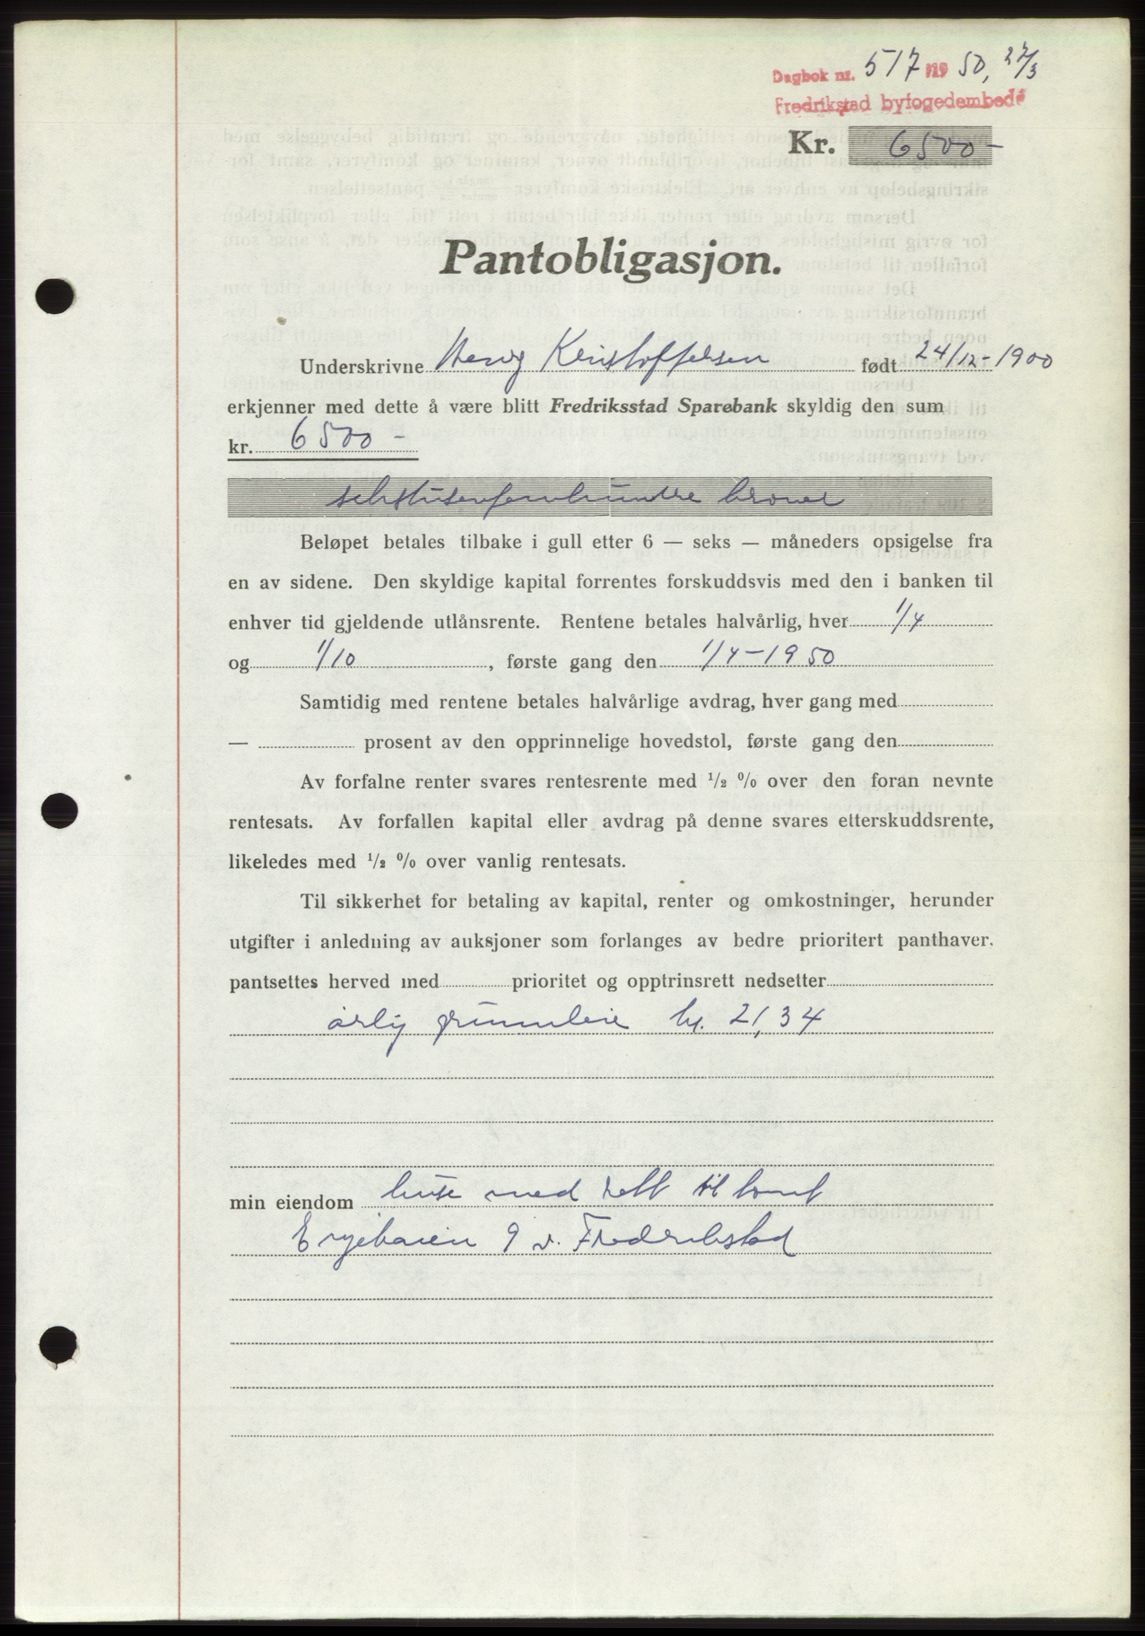 Dagbok nr. 517 19 50, 27/3
Fredrikstad byfogedembede
Kr. 6500-
Pantobligasjon.
Underskrivne Henry Kristoffersen født 24/12-1900
erkjenner med dette å være blitt Fredriksstad Sparebank skyldig den sum
kr. 6500 -
sekstusenfemhundre kroner
Beløpet betales tilbake i gull etter 6 — seks — måneders opsigelse fra
en av sidene. Den skyldige kapital forrentes forskuddsvis med den i banken til
enhver tid gjeldende utlånsrente. Rentene betales halvårlig, hver 1/4
og 1/10, første gang den 1/4-1950
Samtidig med rentene betales halvårlige avdrag, hver gang med
— prosent av den opprinnelige hovedstol, første gang den
Av forfalne renter svares rentesrente med 1/2 % over den foran nevnte
rentesats. Av forfallen kapital eller avdrag på denne svares etterskuddsrente,
likeledes med 1/2 % over vanlig rentesats.
Til sikkerhet for betaling av kapital, renter og omkostninger, herunder
utgifter i anledning av auksjoner som forlanges av bedre prioritert panthaver.
pantsettes herved med prioritet og opptrinsrett nedsetter
årlig grunnleie kr. 21,34
min eiendom huse med rett til tomt
9 v. Fredrikstad